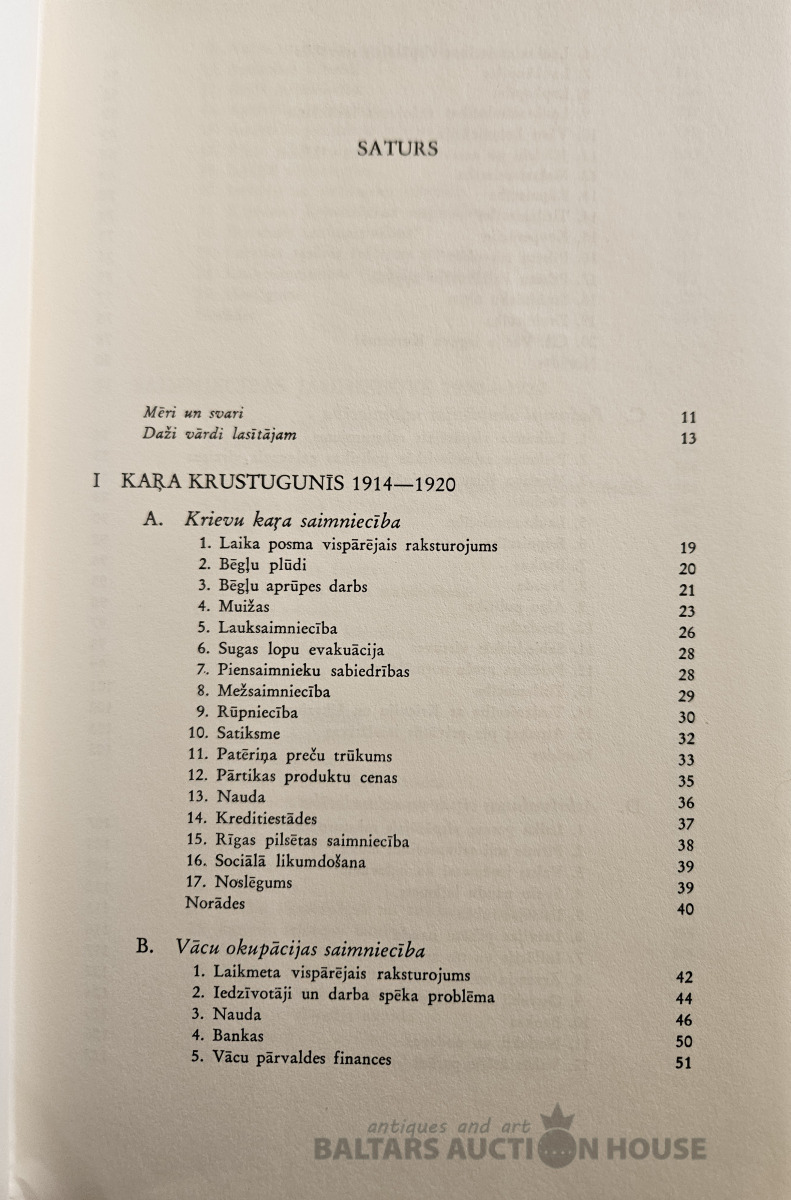 SATURS
Mēri un svari 11
Daži vārdi lasītājam 13
I KAŖA KRUSTUGUNĪS 1914—1920
A. Krievu kaŗa saimniecība
1. Laika posma vispārējais raksturojums 19
2. Bēgļu plūdi 20
3. Bēgļu aprūpes darbs 21
4. Muižas 23
5. Lauksaimniecība 26
6. Sugas lopu evakuācija 28
7. Piensaimnieku sabiedrības 28
8. Mežsaimniecība 29
9. Rūpniecība 30
10. Satiksme 32
11. Patēriņa preču trūkums 33
12. Pārtikas produktu cenas 35
13. Nauda 36
14. Kreditiestādes 37
15. Rīgas pilsētas saimniecība 38
16. Sociālā likumdošana 39
17. Noslēgums 39
Norādes 40
B. Vācu okupācijas saimniecība
1. Laikmeta vispārējais raksturojums 42
2. Iedzīvotāji un darba spēka problēma 44
3. Nauda 46
4. Bankas 50
5. Vācu pārvaldes finances 51
antiques and art
BALTARS AUCTION HOUSE